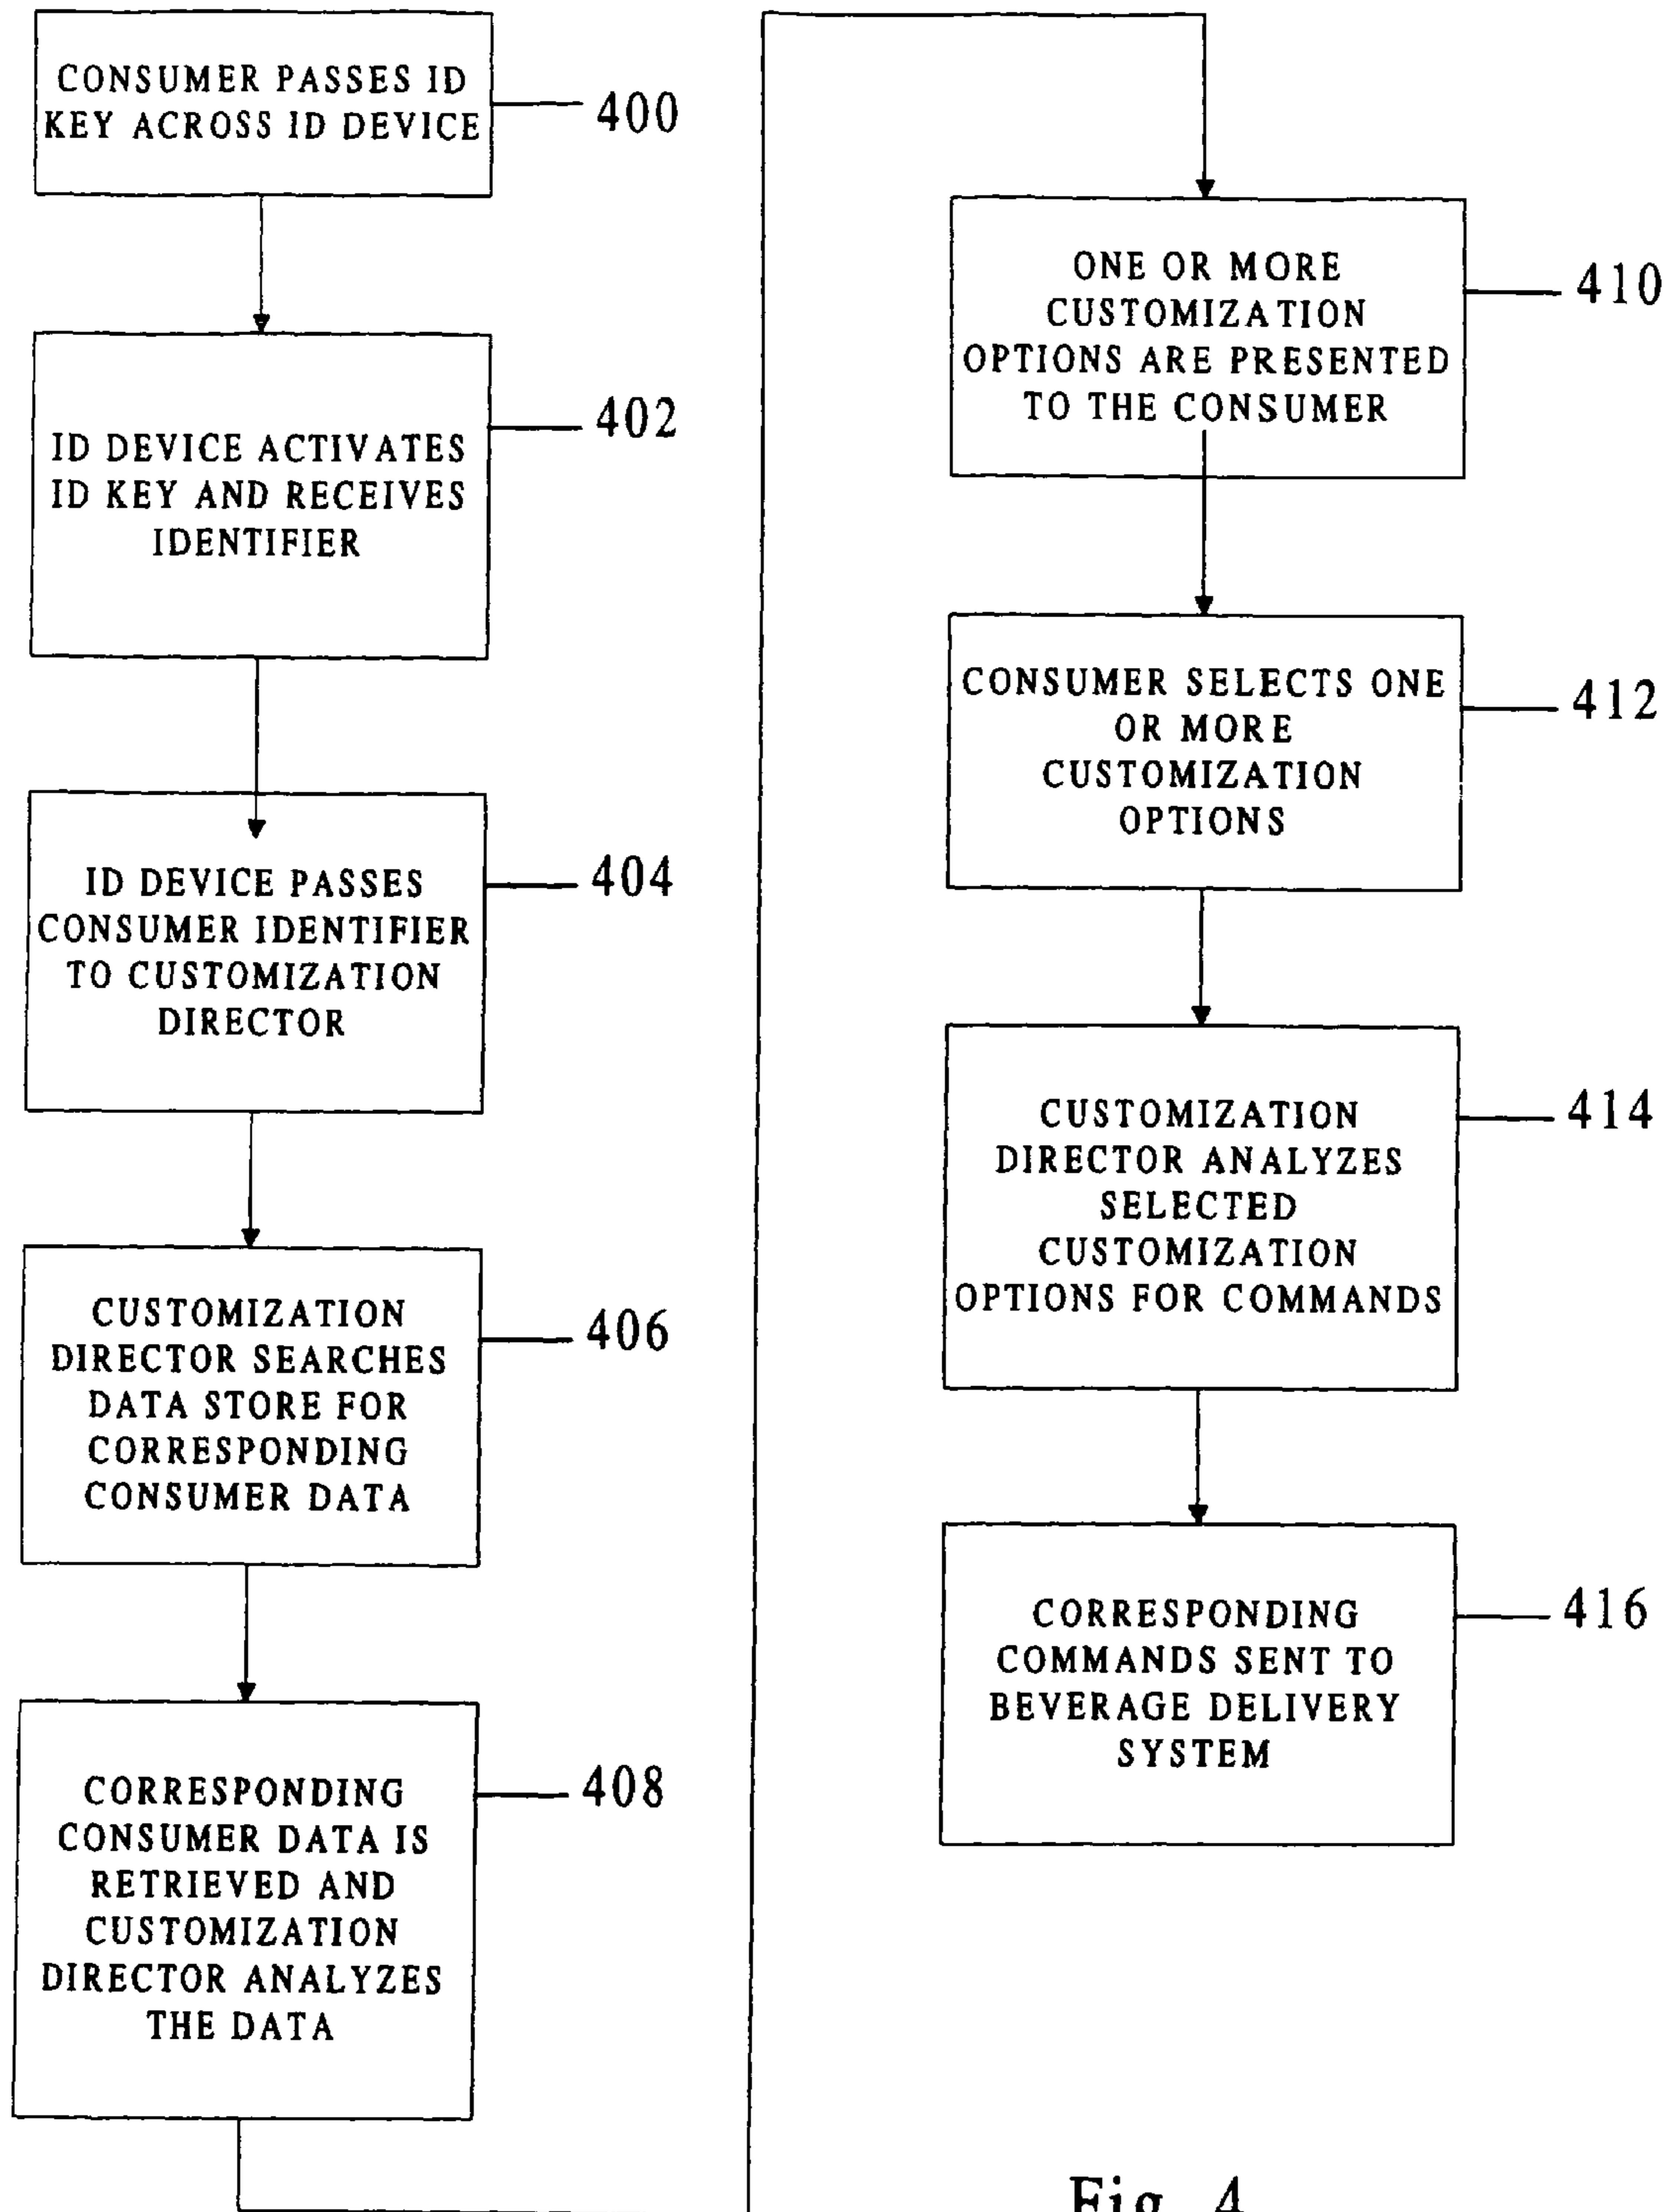 CONSUMER PASSES ID
KEY ACROSS ID DEVICE
400
ID DEVICE ACTIVATES
ID KEY AND RECEIVES
IDENTIFIER
402
ID DEVICE PASSES
CONSUMER IDENTIFIER
TO CUSTOMIZATION
DIRECTOR
404
CUSTOMIZATION
DIRECTOR SEARCHES
DATA STORE FOR
CORRESPONDING
CONSUMER DATA
406
CORRESPONDING
CONSUMER DATA IS
RETRIEVED AND
CUSTOMIZATION
DIRECTOR ANALYZES
THE DATA
408
ONE OR MORE
CUSTOMIZATION
OPTIONS ARE PRESENTED
TO THE CONSUMER
410
CONSUMER SELECTS ONE
OR MORE
CUSTOMIZATION
OPTIONS
412
CUSTOMIZATION
DIRECTOR ANALYZES
SELECTED
CUSTOMIZATION
OPTIONS FOR COMMANDS
414
CORRESPONDING
COMMANDS SENT TO
BEVERAGE DELIVERY
SYSTEM
416
Fig. 4